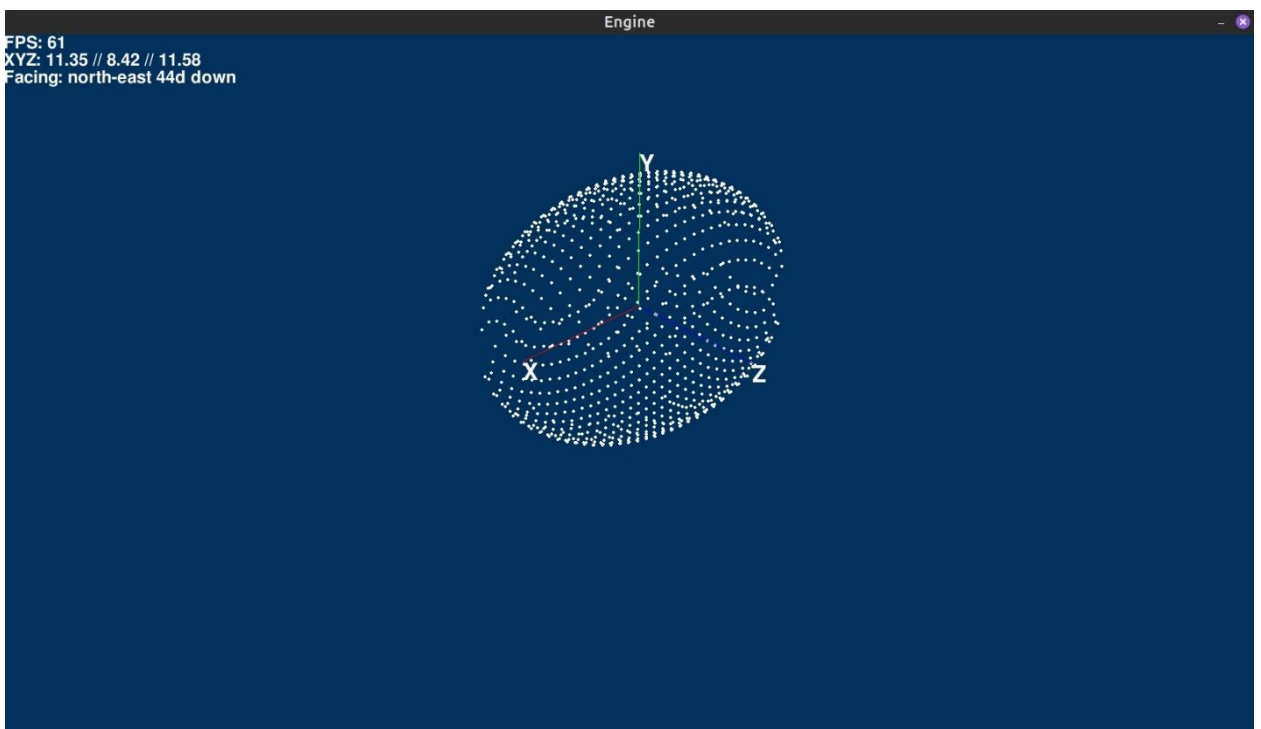 Engine
FPS: 61
XYZ: 11.35 // 8.42 // 11.58
Facing: north-east 44d down
Y
X
Z